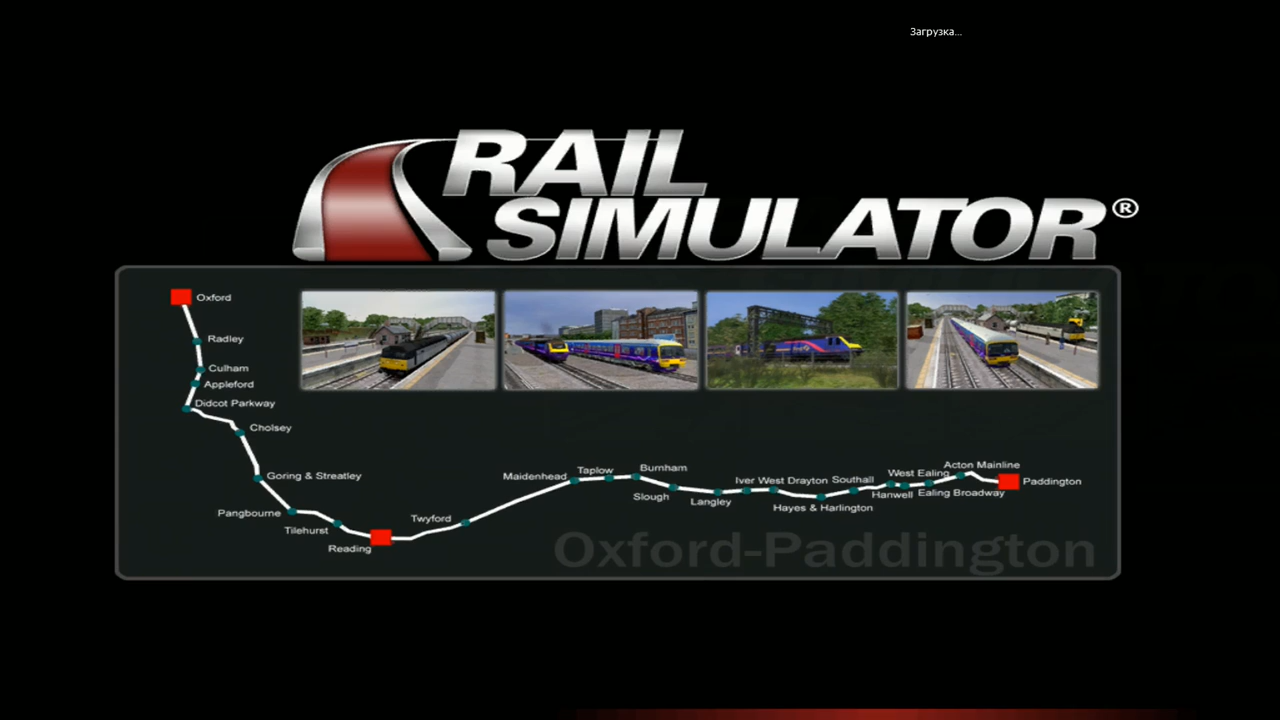 Загрузка...
RAIL
SIMULATOR®
Oxford
Radley
Culham
Appleford
Didcot Parkway
Cholsey
Goring & Streatley
Pangbourne
Tilehurst
Reading
Twyford
Maidenhead
Taplow
Burnham
Slough
Langley
Iver
West Drayton
Hayes & Harlington
Southall
Hanwell
West Ealing
Ealing Broadway
Acton Mainline
Paddington
Oxford-Paddington